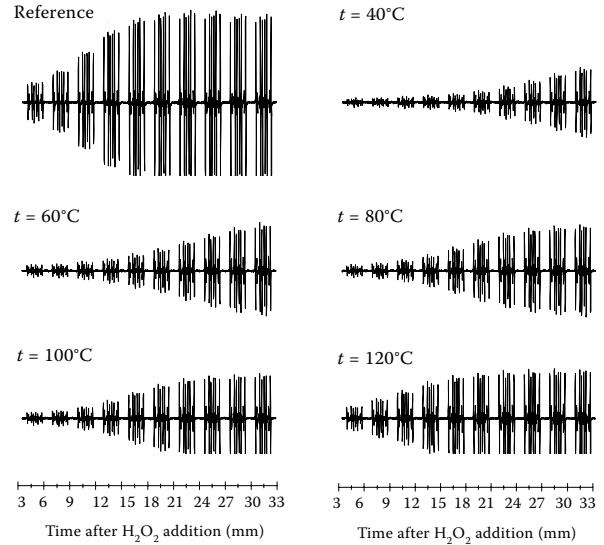 Reference
t = 40°C
t = 60°C
t = 80°C
t = 100°C
t = 120°C
3 6 9 12 15 18 21 24 27 30 33
3 6 9 12 15 18 21 24 27 30 33
Time after H₂O₂ addition (mm)
Time after H₂O₂ addition (mm)